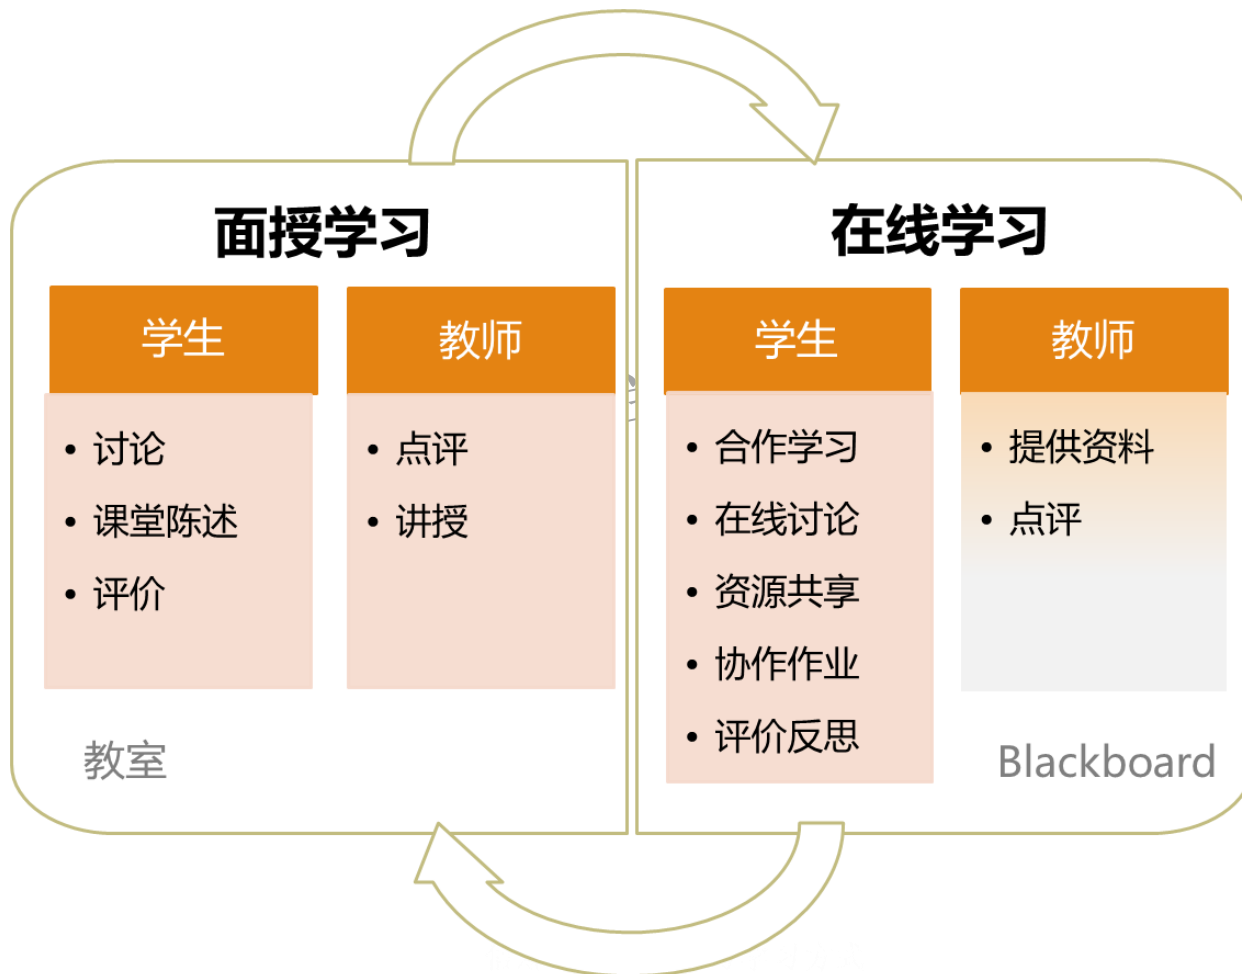 面授学习
学生
• 讨论
• 课堂陈述
• 评价
教师
• 点评
• 讲授
教室
在线学习
学生
• 合作学习
• 在线讨论
• 资源共享
• 协作作业
• 评价反思
教师
• 提供资料
• 点评
Blackboard